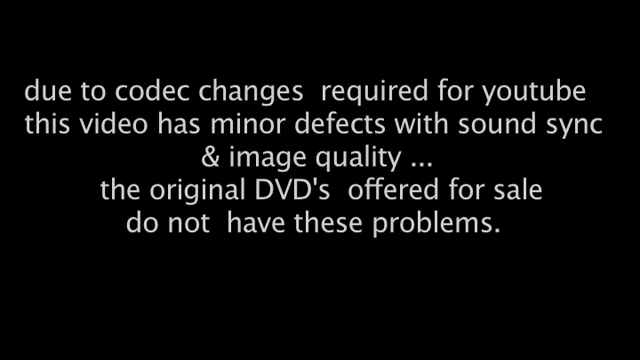 due to codec changes  required for youtube
this video has minor defects with sound sync
& image quality ...
the original DVD's  offered for sale
do not  have these problems.